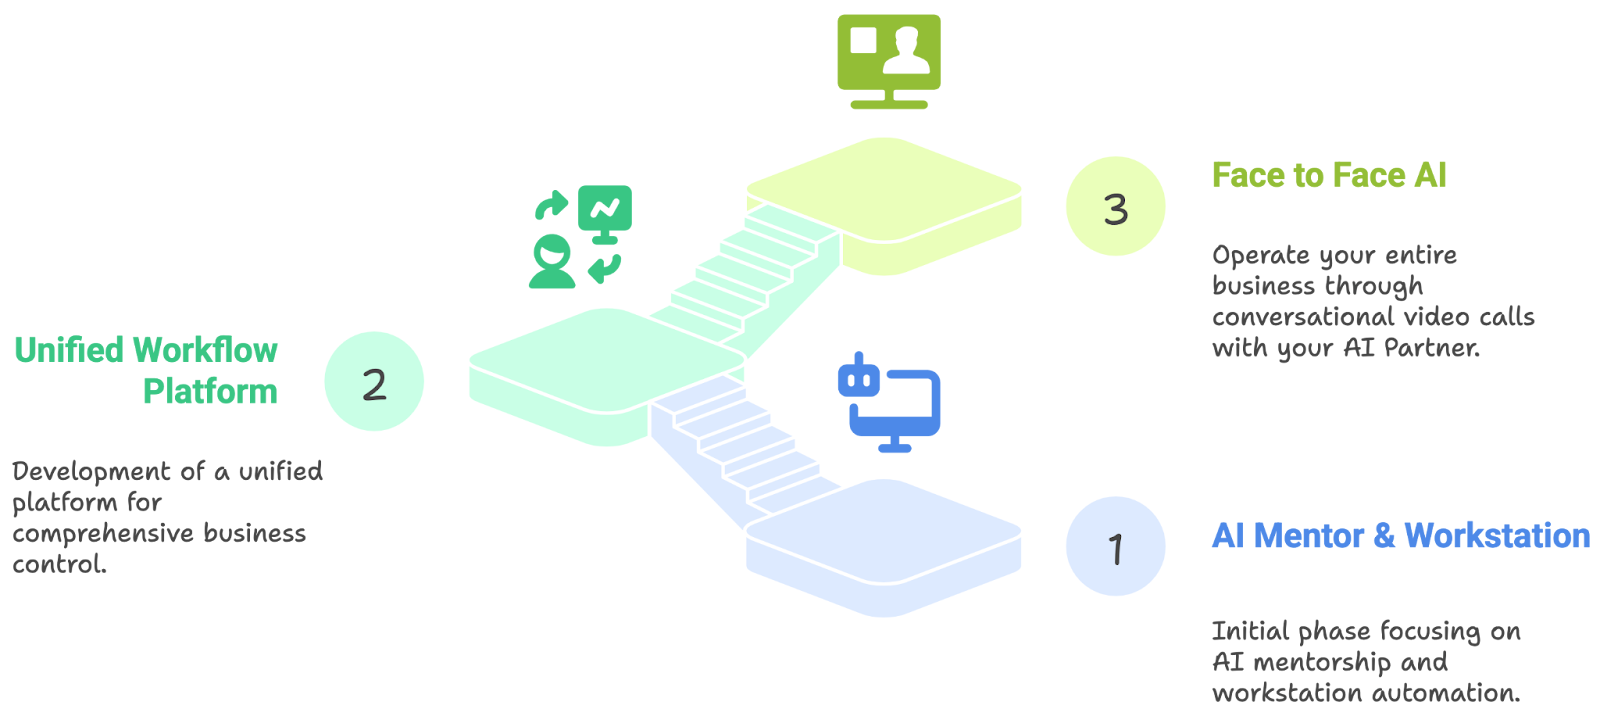 3
Face to Face AI
Operate your entire
business through
conversational video calls
with your AI Partner.
Unified Workflow
Platform
2
Development of a unified
platform for
comprehensive business
control.
1
AI Mentor & Workstation
Initial phase focusing on
AI mentorship and
workstation automation.